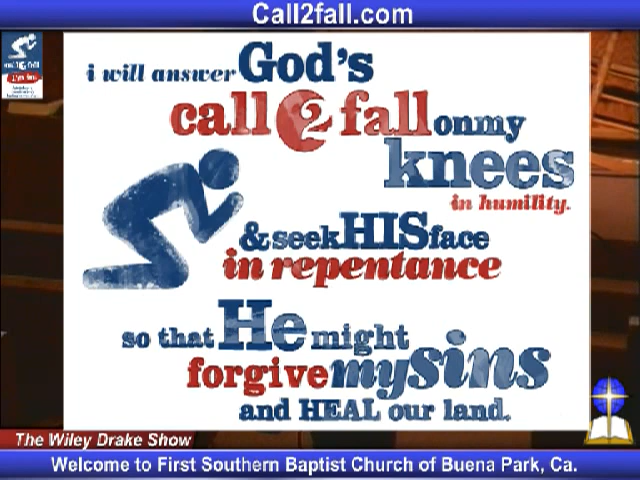 Call2fall.com
i will answer God's
call 2 fall on my
knees
in humility.
& seek HIS face
in repentance
so that He might
forgive my sins
and HEAL our land.
The Wiley Drake Show
Welcome to First Southern Baptist Church of Buena Park, Ca.